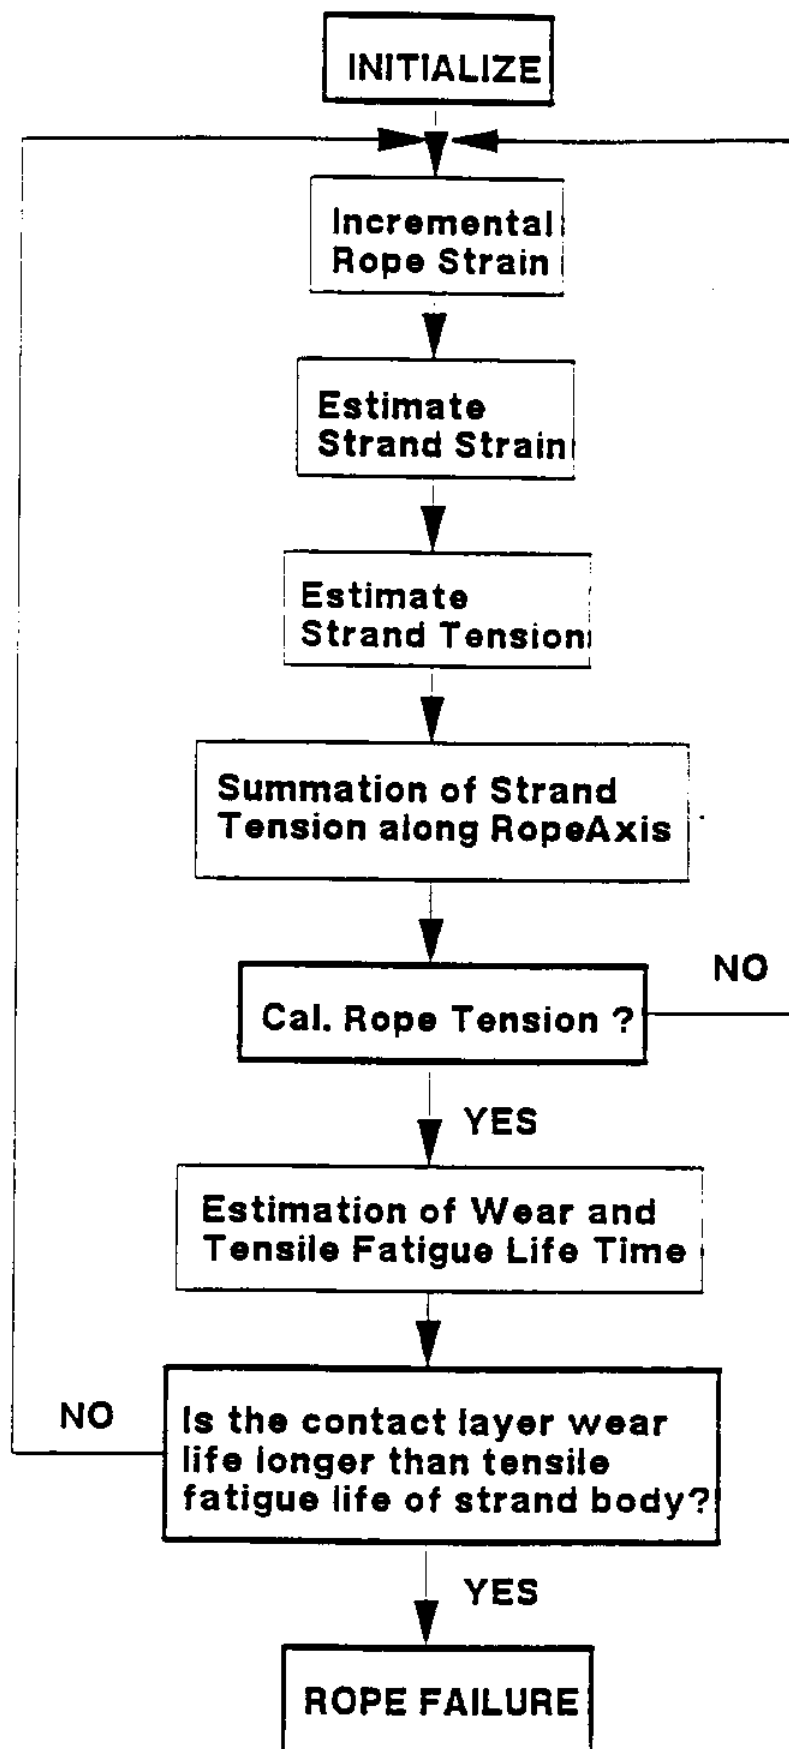 INITIALIZE
Incremental
Rope Strain
Estimate
Strand Strain
Estimate
Strand Tension
Summation of Strand
Tension along RopeAxis
NO
Cal. Rope Tension ?
YES
Estimation of Wear and
Tensile Fatigue Life Time
NO
Is the contact layer wear
life longer than tensile
fatigue life of strand body?
YES
ROPE FAILURE